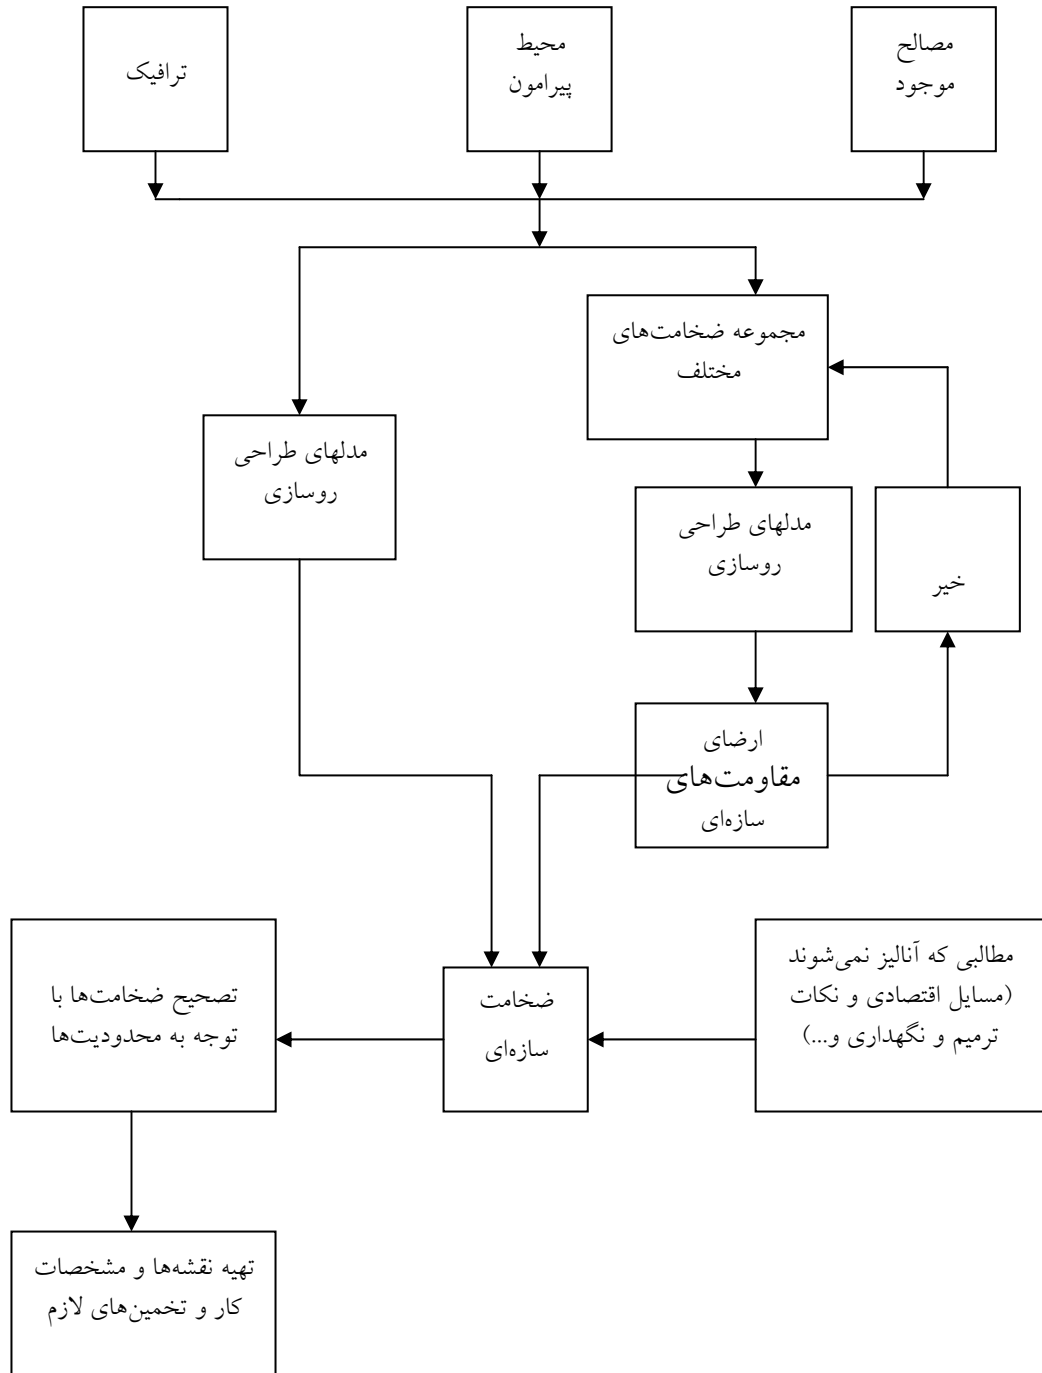 مصالح
موجود
محیط
پیرامون
ترافیک
مجموعه ضخامت‌های
مختلف
مدلهای طراحی
روسازی
مدلهای طراحی
روسازی
خیر
ارضای
مقاومت‌های
سازه‌ای
مطالبی که آنالیز نمی‌شوند
(مسایل اقتصادی و نکات
ترمیم و نگهداری و...)
ضخامت
سازه‌ای
تصحیح ضخامت‌ها با
توجه به محدودیت‌ها
تهیه نقشه‌ها و مشخصات
کار و تخمین‌های لازم